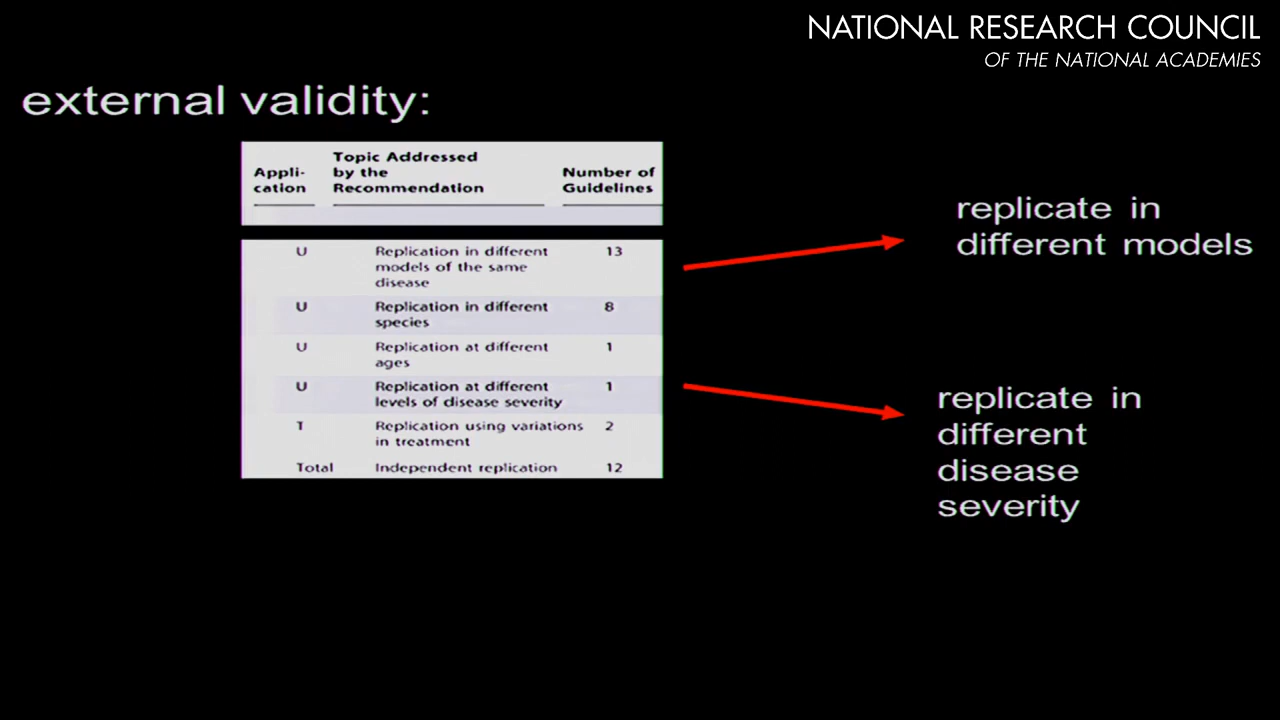 NATIONAL RESEARCH COUNCIL
OF THE NATIONAL ACADEMIES
external validity:
Appli-
cation
Topic Addressed
by the
Recommendation
Number of
Guidelines
U Replication in different 13
models of the same
disease
U Replication in different 8
species
U Replication at different 1
ages
U Replication at different 1
levels of disease severity
T Replication using variations 2
in treatment
Total Independent replication 12
replicate in
different models
replicate in
different
disease
severity